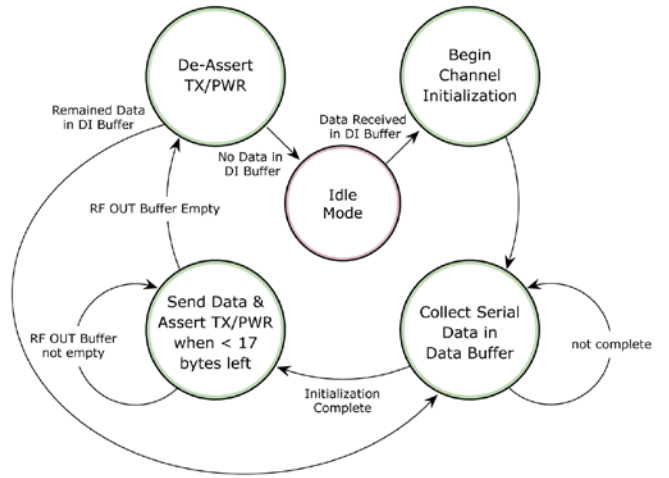 De-Assert
TX/PWR
Begin
Channel
Initialization
Remained Data
in DI Buffer
Data Received
in DI Buffer
No Data in
DI Buffer
Idle
Mode
RF OUT Buffer Empty
Send Data &
Assert TX/PWR
when < 17
bytes left
Collect Serial
Data in
Data Buffer
RF OUT Buffer
not empty
not complete
Initialization
Complete